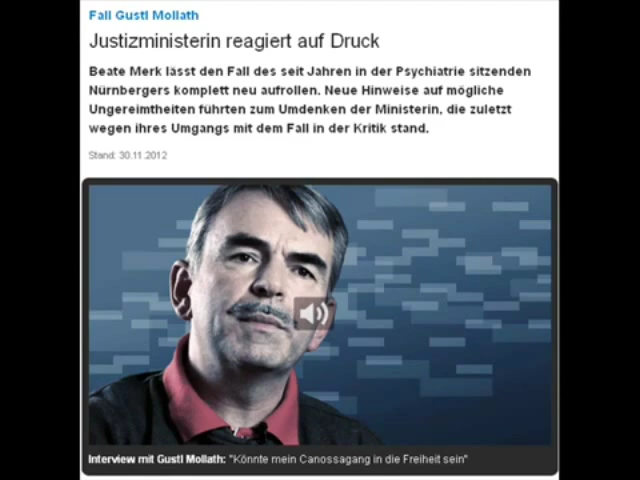 Fall Gustl Mollath
Justizministerin reagiert auf Druck
Beate Merk lässt den Fall des seit Jahren in der Psychiatrie sitzenden
Nürnbergers komplett neu aufrollen. Neue Hinweise auf mögliche
Ungereimtheiten führten zum Umdenken der Ministerin, die zuletzt
wegen ihres Umgangs mit dem Fall in der Kritik stand.
Stand: 30.11.2012
Interview mit Gustl Mollath: "Könnte mein Canossagang in die Freiheit sein"